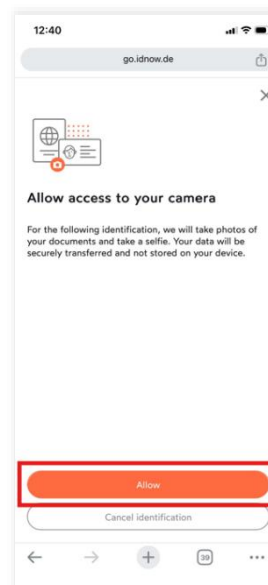 12:40
go.idnow.de
Allow access to your camera
For the following identification, we will take photos of
your documents and take a selfie. Your data will be
securely transferred and not stored on your device.
Allow
Cancel identification
39